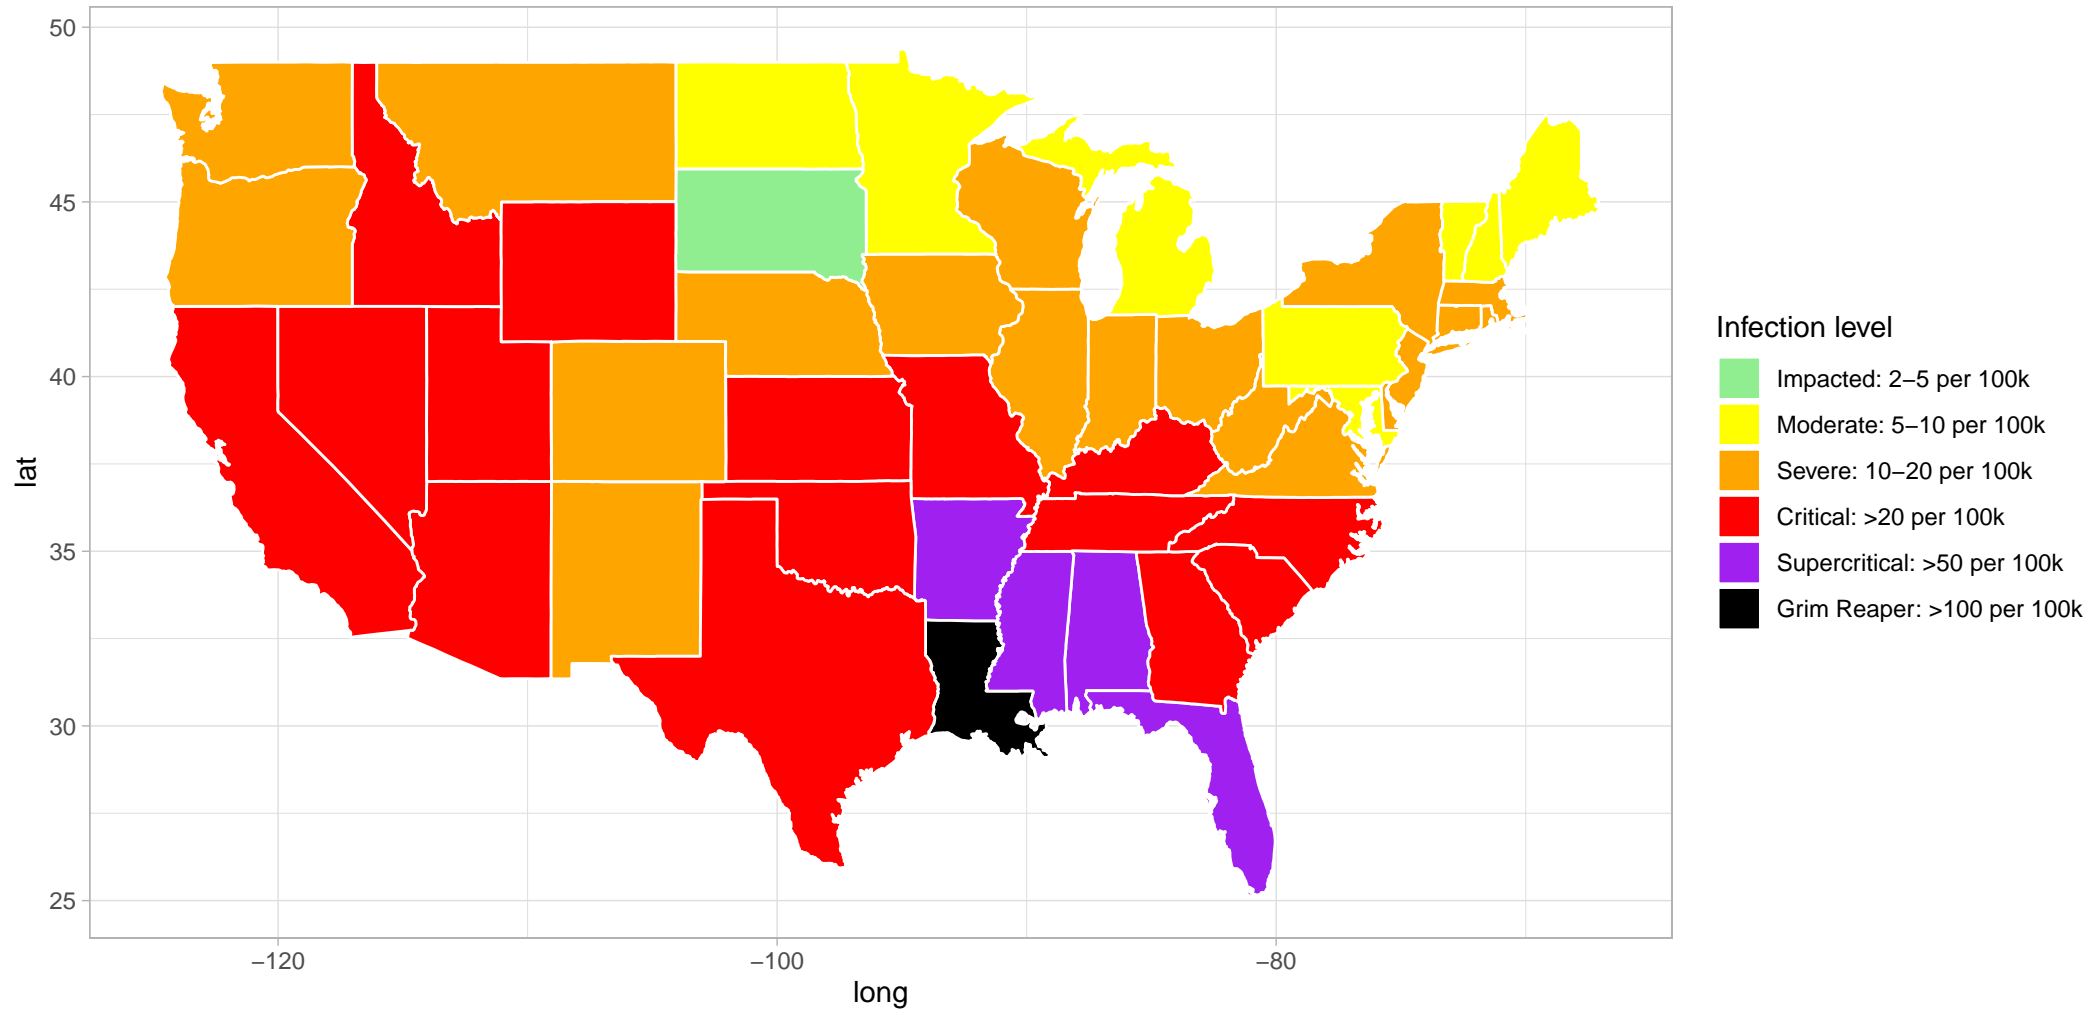 50
45
40
35
30
25
lat
−120
−100
−80
long
Infection level
Impacted: 2−5 per 100k
Moderate: 5−10 per 100k
Severe: 10−20 per 100k
Critical: >20 per 100k
Supercritical: >50 per 100k
Grim Reaper: >100 per 100k